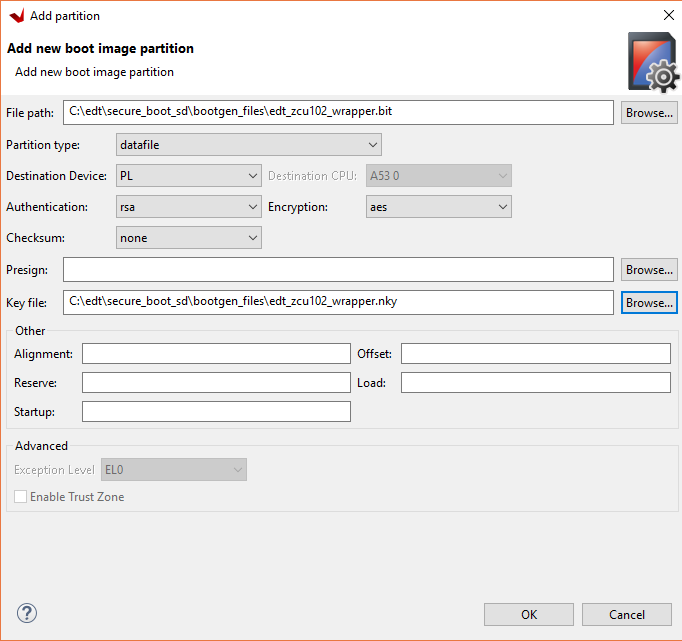 Add partition
Add new boot image partition
Add new boot image partition
File path: C:\edt\secure_boot_sd\bootgen_files\edt_zcu102_wrapper.bit Browse...
Partition type: datafile
Destination Device: PL Destination CPU: A53 0
Authentication: rsa Encryption: aes
Checksum: none
Presign: Browse...
Key file: C:\edt\secure_boot_sd\bootgen_files\edt_zcu102_wrapper.nky Browse...
Other
Alignment: Offset:
Reserve: Load:
Startup:
Advanced
Exception Level EL0
Enable Trust Zone
? OK Cancel